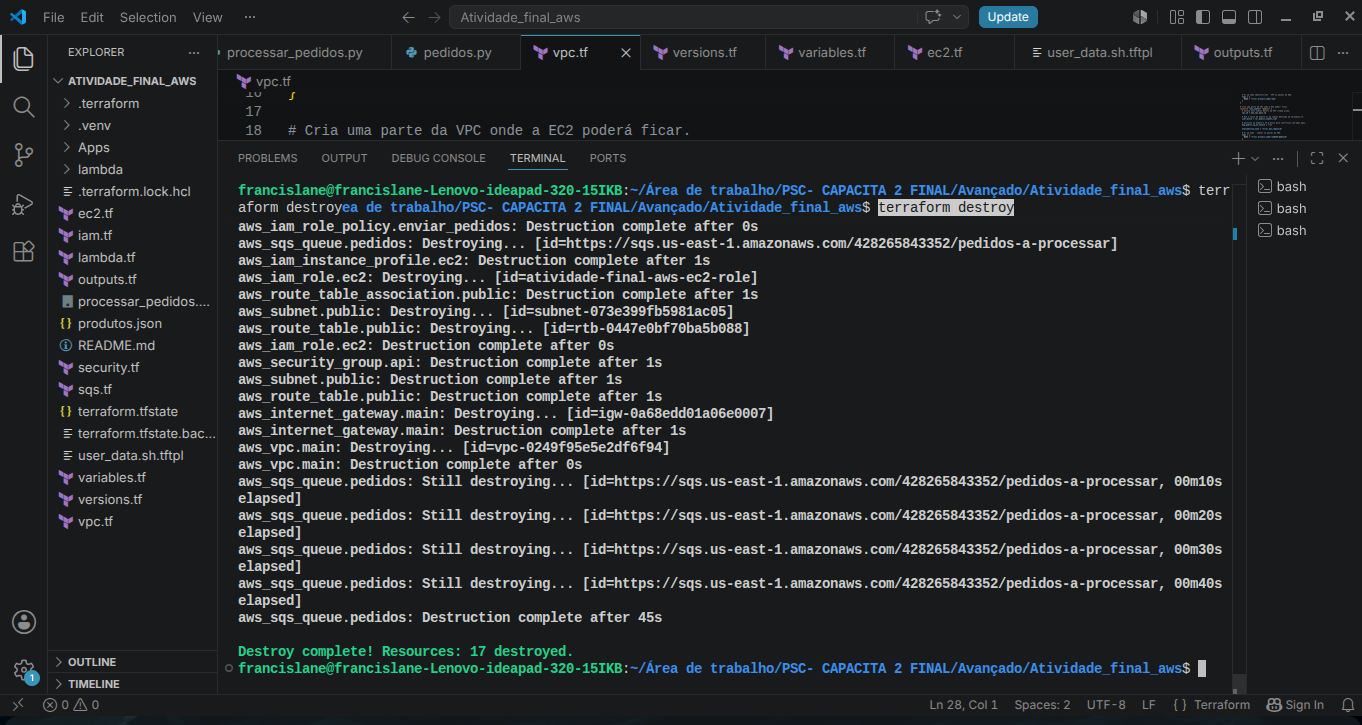 File Edit Selection View ··· Atividade_final_aws Update
EXPLORER ···
processar_pedidos.py pedidos.py vpc.tf versions.tf variables.tf ec2.tf user_data.sh.tftpl outputs.tf ···
ATIVIDADE_FINAL_AWS
.terraform
.venv
Apps
lambda
.terraform.lock.hcl
ec2.tf
iam.tf
lambda.tf
outputs.tf
processar_pedidos....
produtos.json
README.md
security.tf
sqs.tf
terraform.tfstate
terraform.tfstate.bac...
user_data.sh.tftpl
variables.tf
versions.tf
vpc.tf
OUTLINE
TIMELINE
1
vpc.tf
16 }
17
18 # Cria uma parte da VPC onde a EC2 poderá ficar.
PROBLEMS OUTPUT DEBUG CONSOLE TERMINAL PORTS
francislane@francislane-Lenovo-ideapad-320-15IKB:~/Área de trabalho/PSC- CAPACITA 2 FINAL/Avançado/Atividade_final_aws$ terr
aform destroyea de trabalho/PSC- CAPACITA 2 FINAL/Avançado/Atividade_final_aws$ terraform destroy
aws_iam_role_policy.enviar_pedidos: Destruction complete after 0s
aws_sqs_queue.pedidos: Destroying... [id=https://sqs.us-east-1.amazonaws.com/428265843352/pedidos-a-processar]
aws_iam_instance_profile.ec2: Destruction complete after 1s
aws_iam_role.ec2: Destroying... [id=atividade-final-aws-ec2-role]
aws_route_table_association.public: Destruction complete after 1s
aws_subnet.public: Destroying... [id=subnet-073e399fb5981ac05]
aws_route_table.public: Destroying... [id=rtb-0447e0bf70ba5b088]
aws_iam_role.ec2: Destruction complete after 0s
aws_security_group.api: Destruction complete after 1s
aws_subnet.public: Destruction complete after 1s
aws_route_table.public: Destruction complete after 1s
aws_internet_gateway.main: Destroying... [id=igw-0a68edd01a06e0007]
aws_internet_gateway.main: Destruction complete after 1s
aws_vpc.main: Destroying... [id=vpc-0249f95e5e2df6f94]
aws_vpc.main: Destruction complete after 0s
aws_sqs_queue.pedidos: Still destroying... [id=https://sqs.us-east-1.amazonaws.com/428265843352/pedidos-a-processar, 00m10s
elapsed]
aws_sqs_queue.pedidos: Still destroying... [id=https://sqs.us-east-1.amazonaws.com/428265843352/pedidos-a-processar, 00m20s
elapsed]
aws_sqs_queue.pedidos: Still destroying... [id=https://sqs.us-east-1.amazonaws.com/428265843352/pedidos-a-processar, 00m30s
elapsed]
aws_sqs_queue.pedidos: Still destroying... [id=https://sqs.us-east-1.amazonaws.com/428265843352/pedidos-a-processar, 00m40s
elapsed]
aws_sqs_queue.pedidos: Destruction complete after 45s
Destroy complete! Resources: 17 destroyed.
francislane@francislane-Lenovo-ideapad-320-15IKB:~/Área de trabalho/PSC- CAPACITA 2 FINAL/Avançado/Atividade_final_aws$
bash
bash
bash
0 0 Ln 28, Col 1 Spaces: 2 UTF-8 LF { } Terraform Sign In